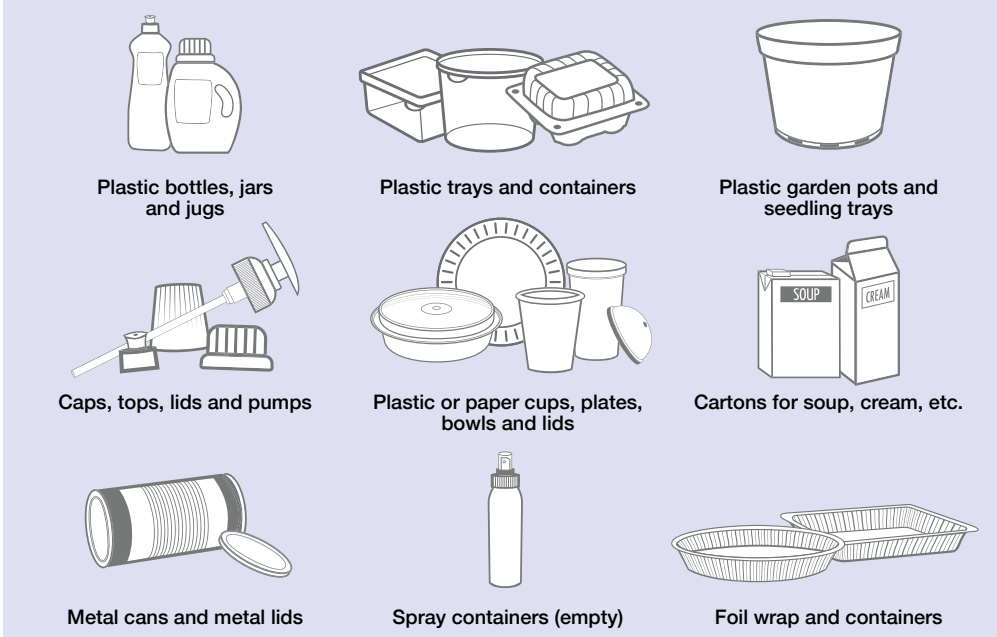 Plastic bottles, jars
and jugs
Plastic trays and containers
Plastic garden pots and
seedling trays
SOUP
CREAM
Caps, tops, lids and pumps
Plastic or paper cups, plates,
bowls and lids
Cartons for soup, cream, etc.
Metal cans and metal lids
Spray containers (empty)
Foil wrap and containers